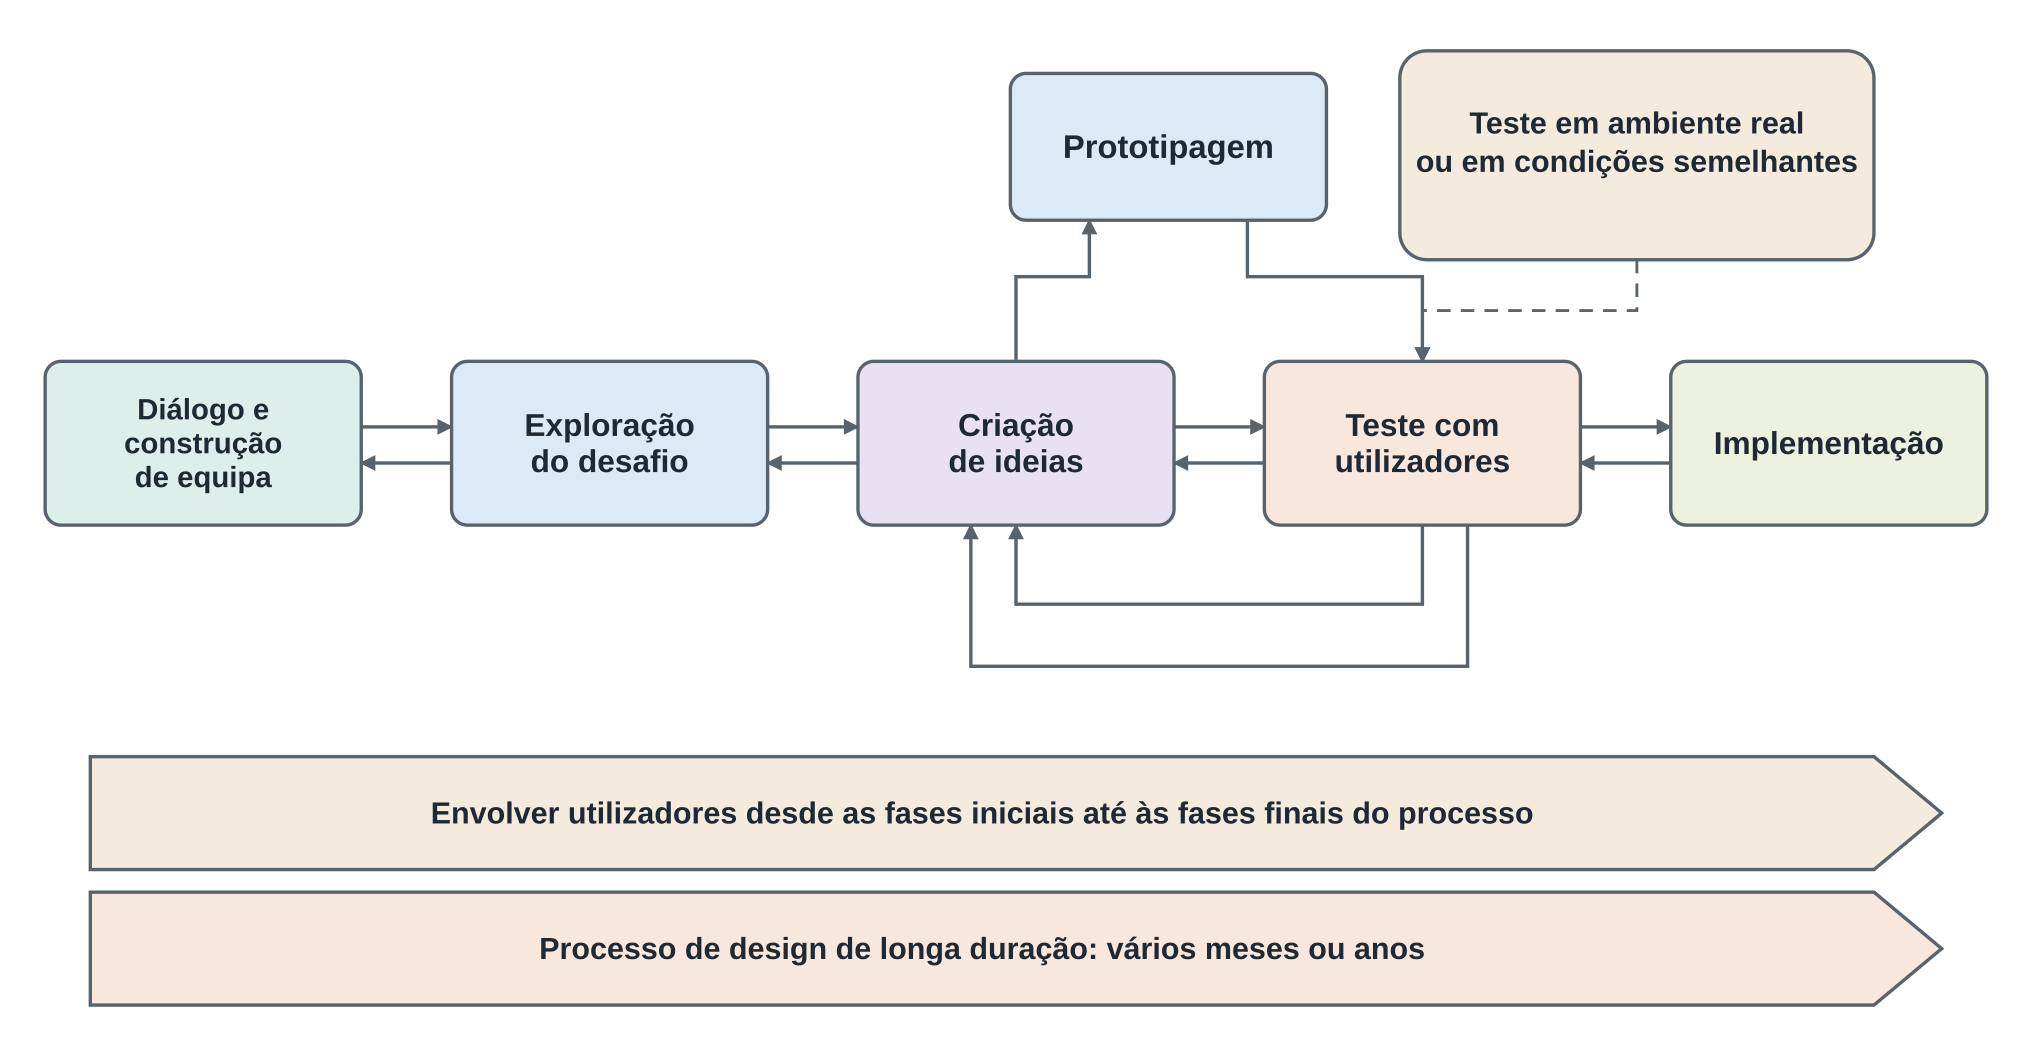 Prototipagem
Teste em ambiente real
ou em condições semelhantes
Diálogo e
construção
de equipa
Exploração
do desafio
Criação
de ideias
Teste com
utilizadores
Implementação
Envolver utilizadores desde as fases iniciais até às fases finais do processo
Processo de design de longa duração: vários meses ou anos